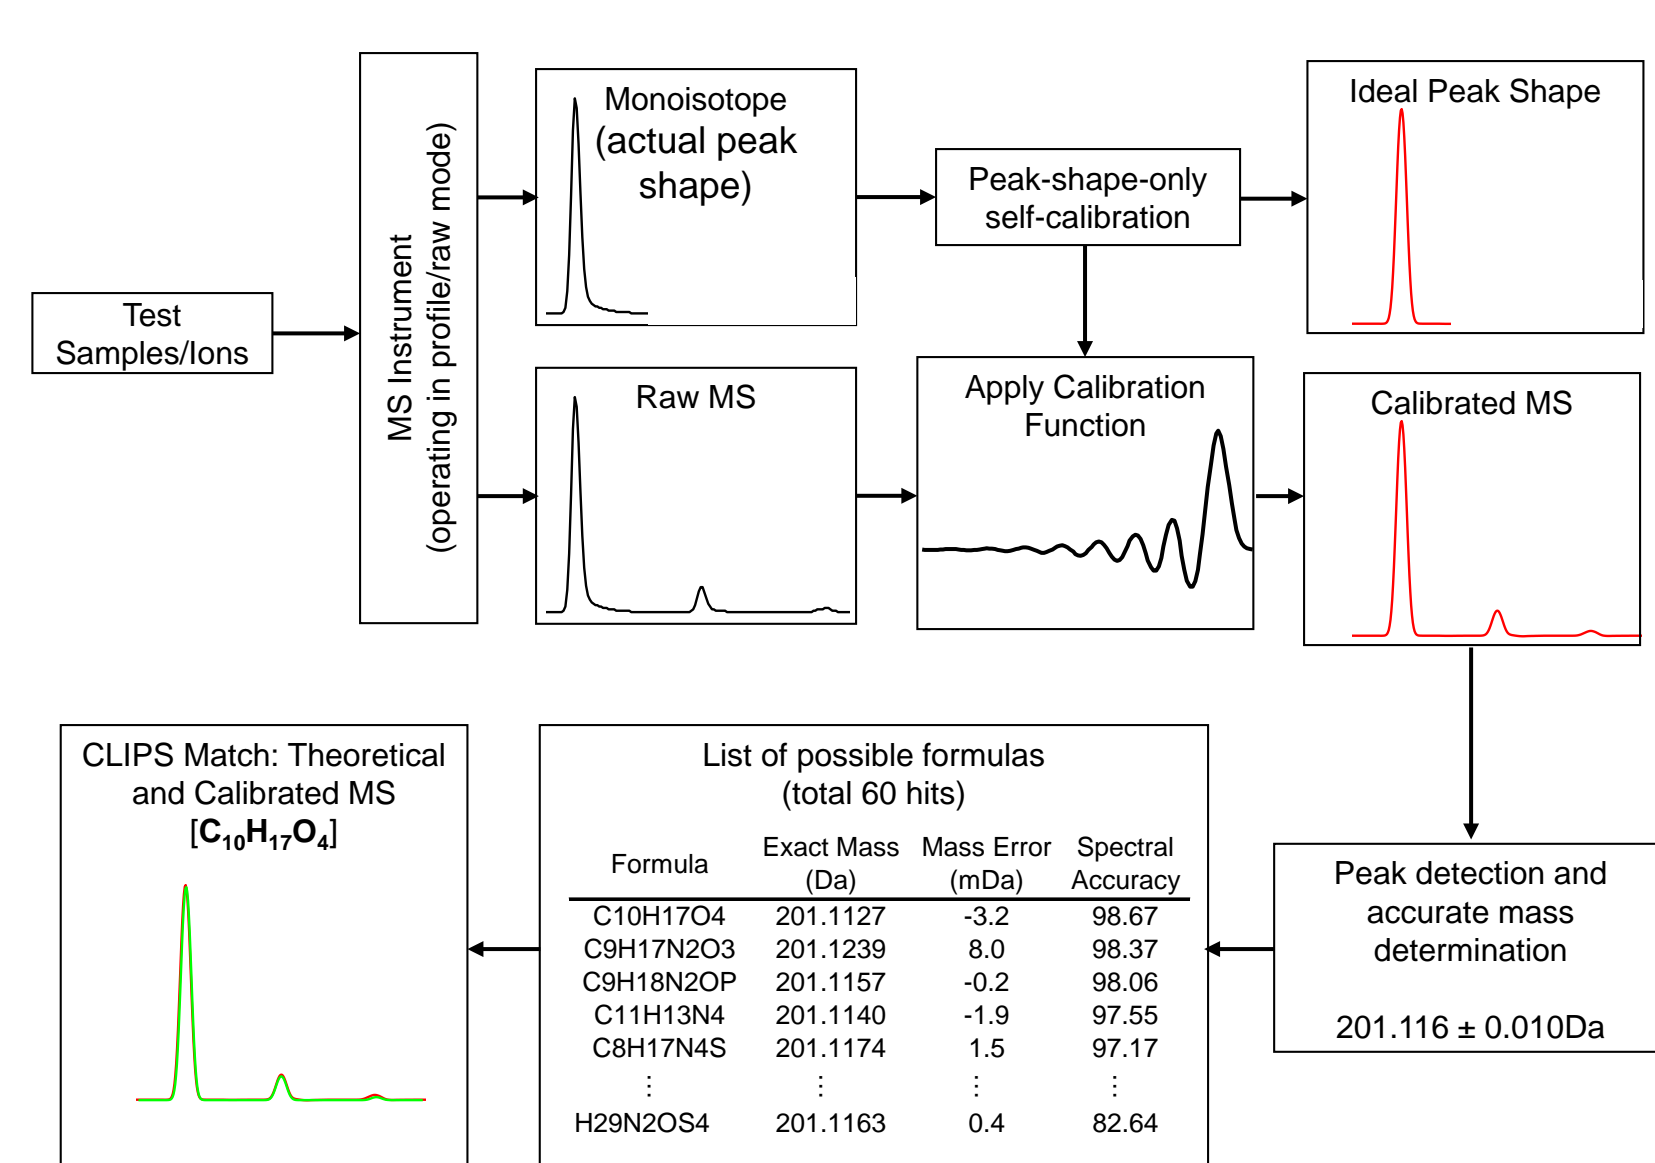 Test
Samples/Ions
MS Instrument
(operating in profile/raw mode)
Monoisotope
(actual peak
shape)
Peak-shape-only
self-calibration
Ideal Peak Shape
Raw MS
Apply Calibration
Function
Calibrated MS
CLIPS Match: Theoretical
and Calibrated MS
[C₁₀H₁₇O₄]
List of possible formulas
(total 60 hits)
Formula Exact Mass (Da) Mass Error (mDa) Spectral Accuracy
C10H17O4 201.1127 -3.2 98.67
C9H17N2O3 201.1239 8.0 98.37
C9H18N2OP 201.1157 -0.2 98.06
C11H13N4 201.1140 -1.9 97.55
C8H17N4S 201.1174 1.5 97.17
⋮ ⋮ ⋮ ⋮
H29N2OS4 201.1163 0.4 82.64
Peak detection and
accurate mass
determination
201.116 ± 0.010Da